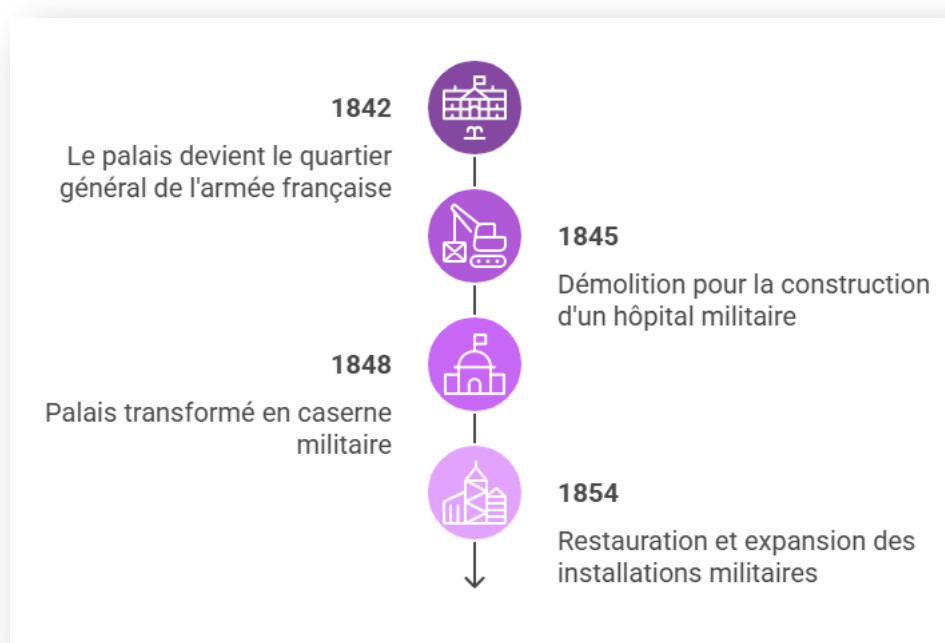 1842
Le palais devient le quartier
général de l'armée française
1845
Démolition pour la construction
d'un hôpital militaire
1848
Palais transformé en caserne
militaire
1854
Restauration et expansion des
installations militaires